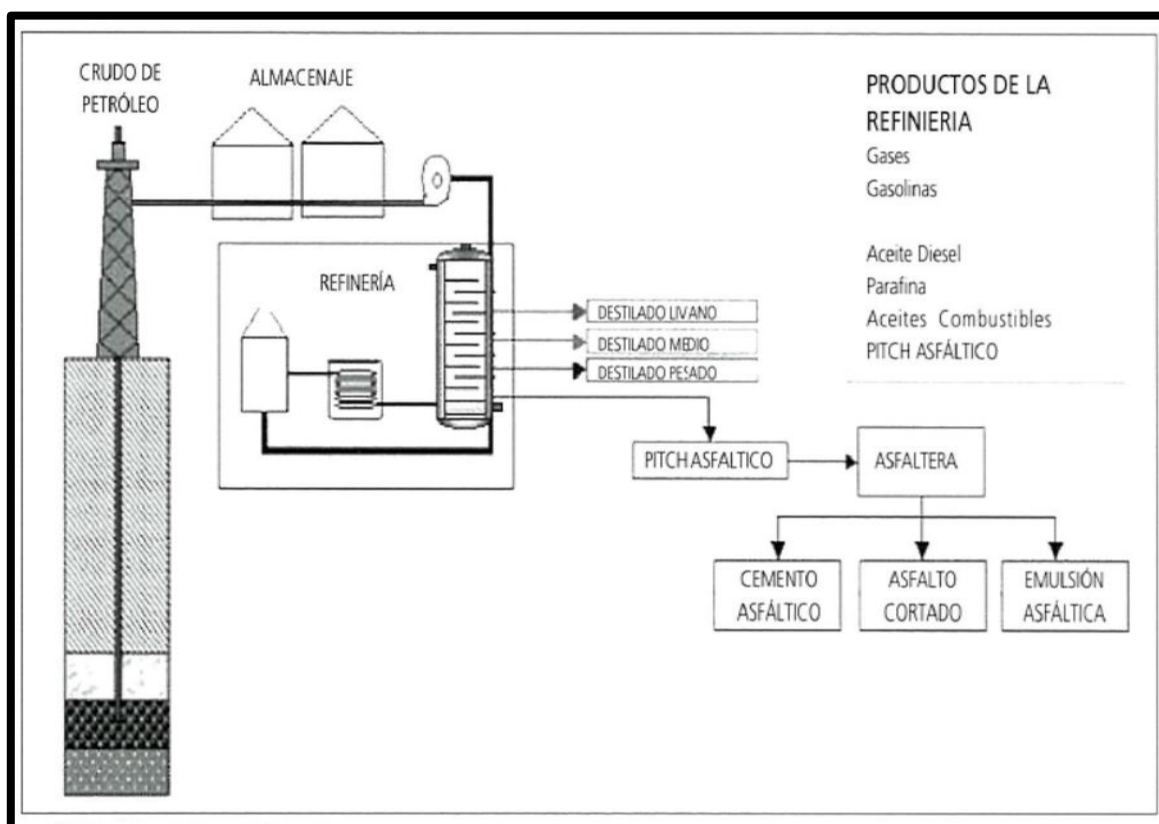 CRUDO DE
PETRÓLEO
ALMACENAJE
PRODUCTOS DE LA
REFINIERIA
Gases
Gasolinas
Aceite Diesel
Parafina
Aceites Combustibles
PITCH ASFÁLTICO
REFINERÍA
DESTILADO LIVANO
DESTILADO MEDIO
DESTILADO PESADO
PITCH ASFALTICO
ASFALTERA
CEMENTO
ASFÁLTICO
ASFALTO
CORTADO
EMULSIÓN
ASFÁLTICA